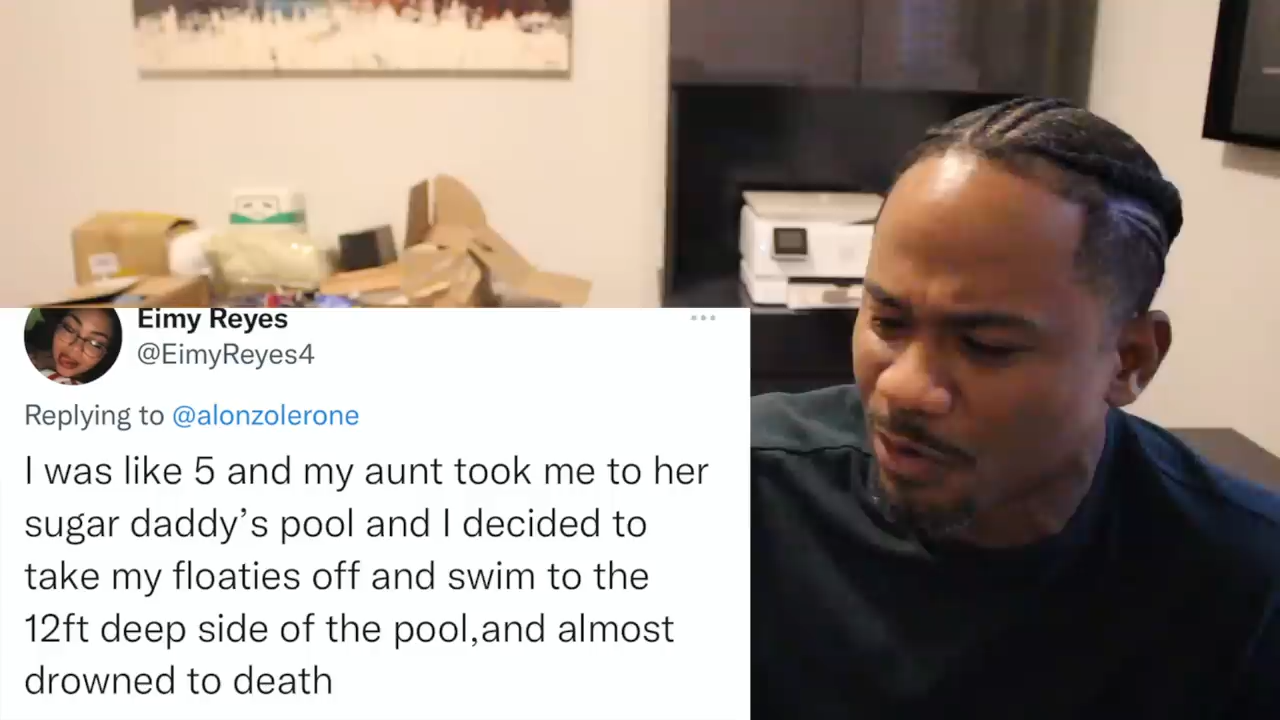 Eimy Reyes
@EimyReyes4
Replying to @alonzolerone
I was like 5 and my aunt took me to her
sugar daddy’s pool and I decided to
take my floaties off and swim to the
12ft deep side of the pool,and almost
drowned to death